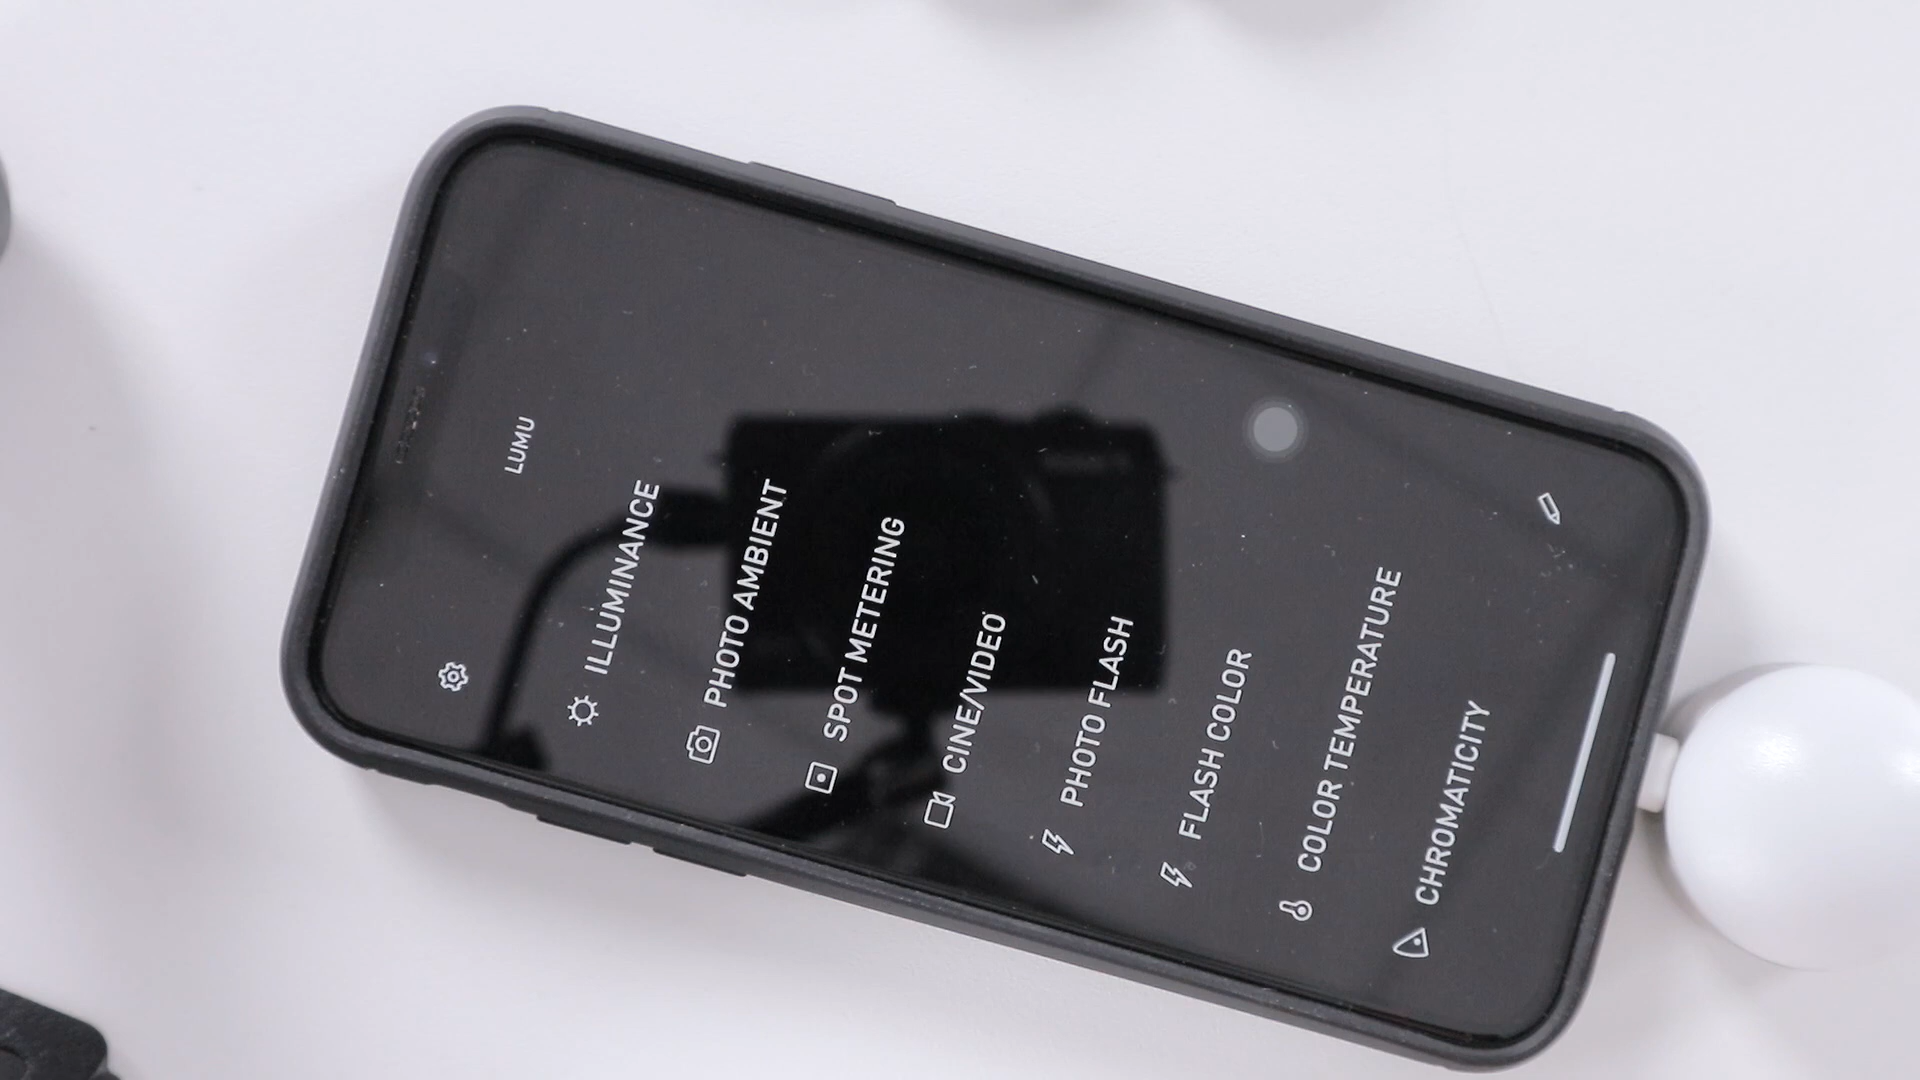 LUMU
ILLUMINANCE
PHOTO AMBIENT
SPOT METERING
CINE/VIDEO
PHOTO FLASH
FLASH COLOR
COLOR TEMPERATURE
CHROMATICITY